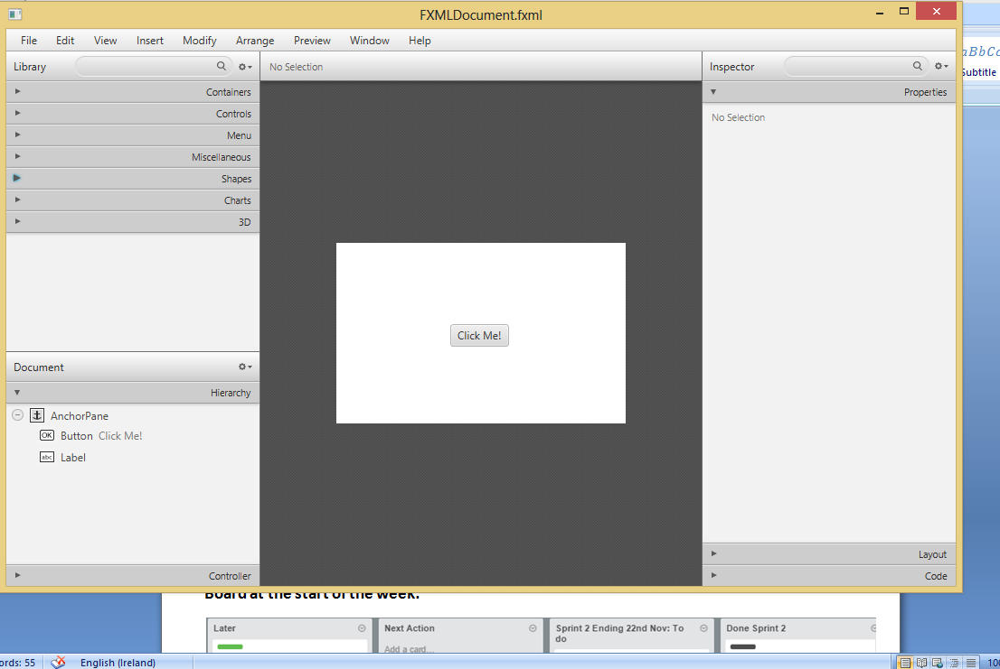 FXMLDocument.fxml
File Edit View Insert Modify Arrange Preview Window Help
Library
No Selection
Inspector
Containers
Controls
Menu
Miscellaneous
Shapes
Charts
3D
Properties
No Selection
Document
Hierarchy
AnchorPane
OK Button Click Me!
abc Label
Controller
Click Me!
Layout
Code
aBbCc
Subtitle
Board at the start of the week.
Later
Next Action
Add a card...
Sprint 2 Ending 22nd Nov: To
do
Done Sprint 2
ords: 55
English (Ireland)
100